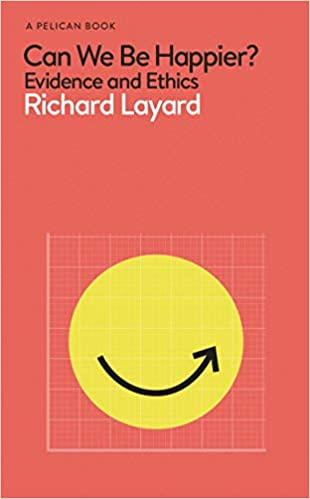 A PELICAN BOOK
Can We Be Happier?
Evidence and Ethics
Richard Layard